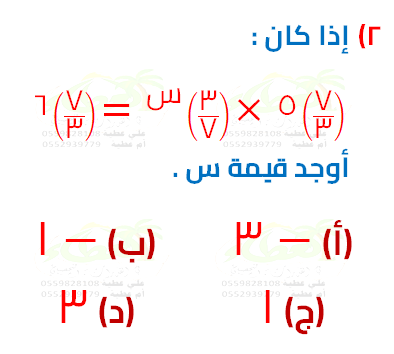 ٢) إذا كان :
(٧/٣)^٥ × (٣/٧)^س = (٧/٣)^٦
أوجد قيمة س .
(أ) – ٣ (ب) – ١
(ج) ١ (د) ٣